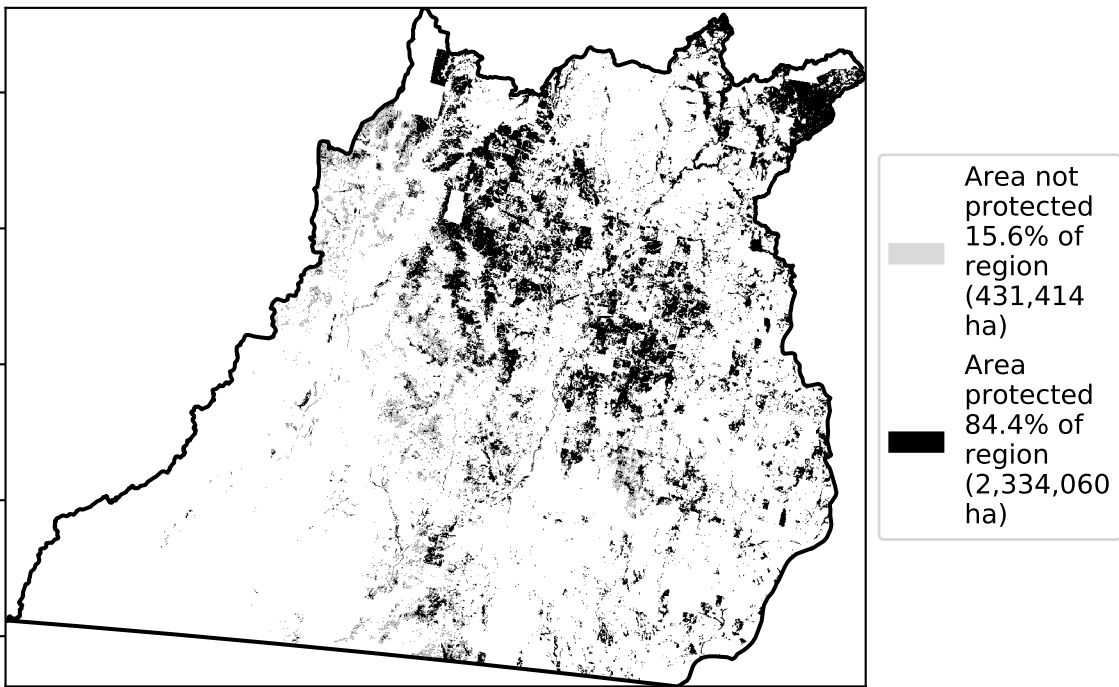 Area not
protected
15.6% of
region
(431,414
ha)
Area
protected
84.4% of
region
(2,334,060
ha)